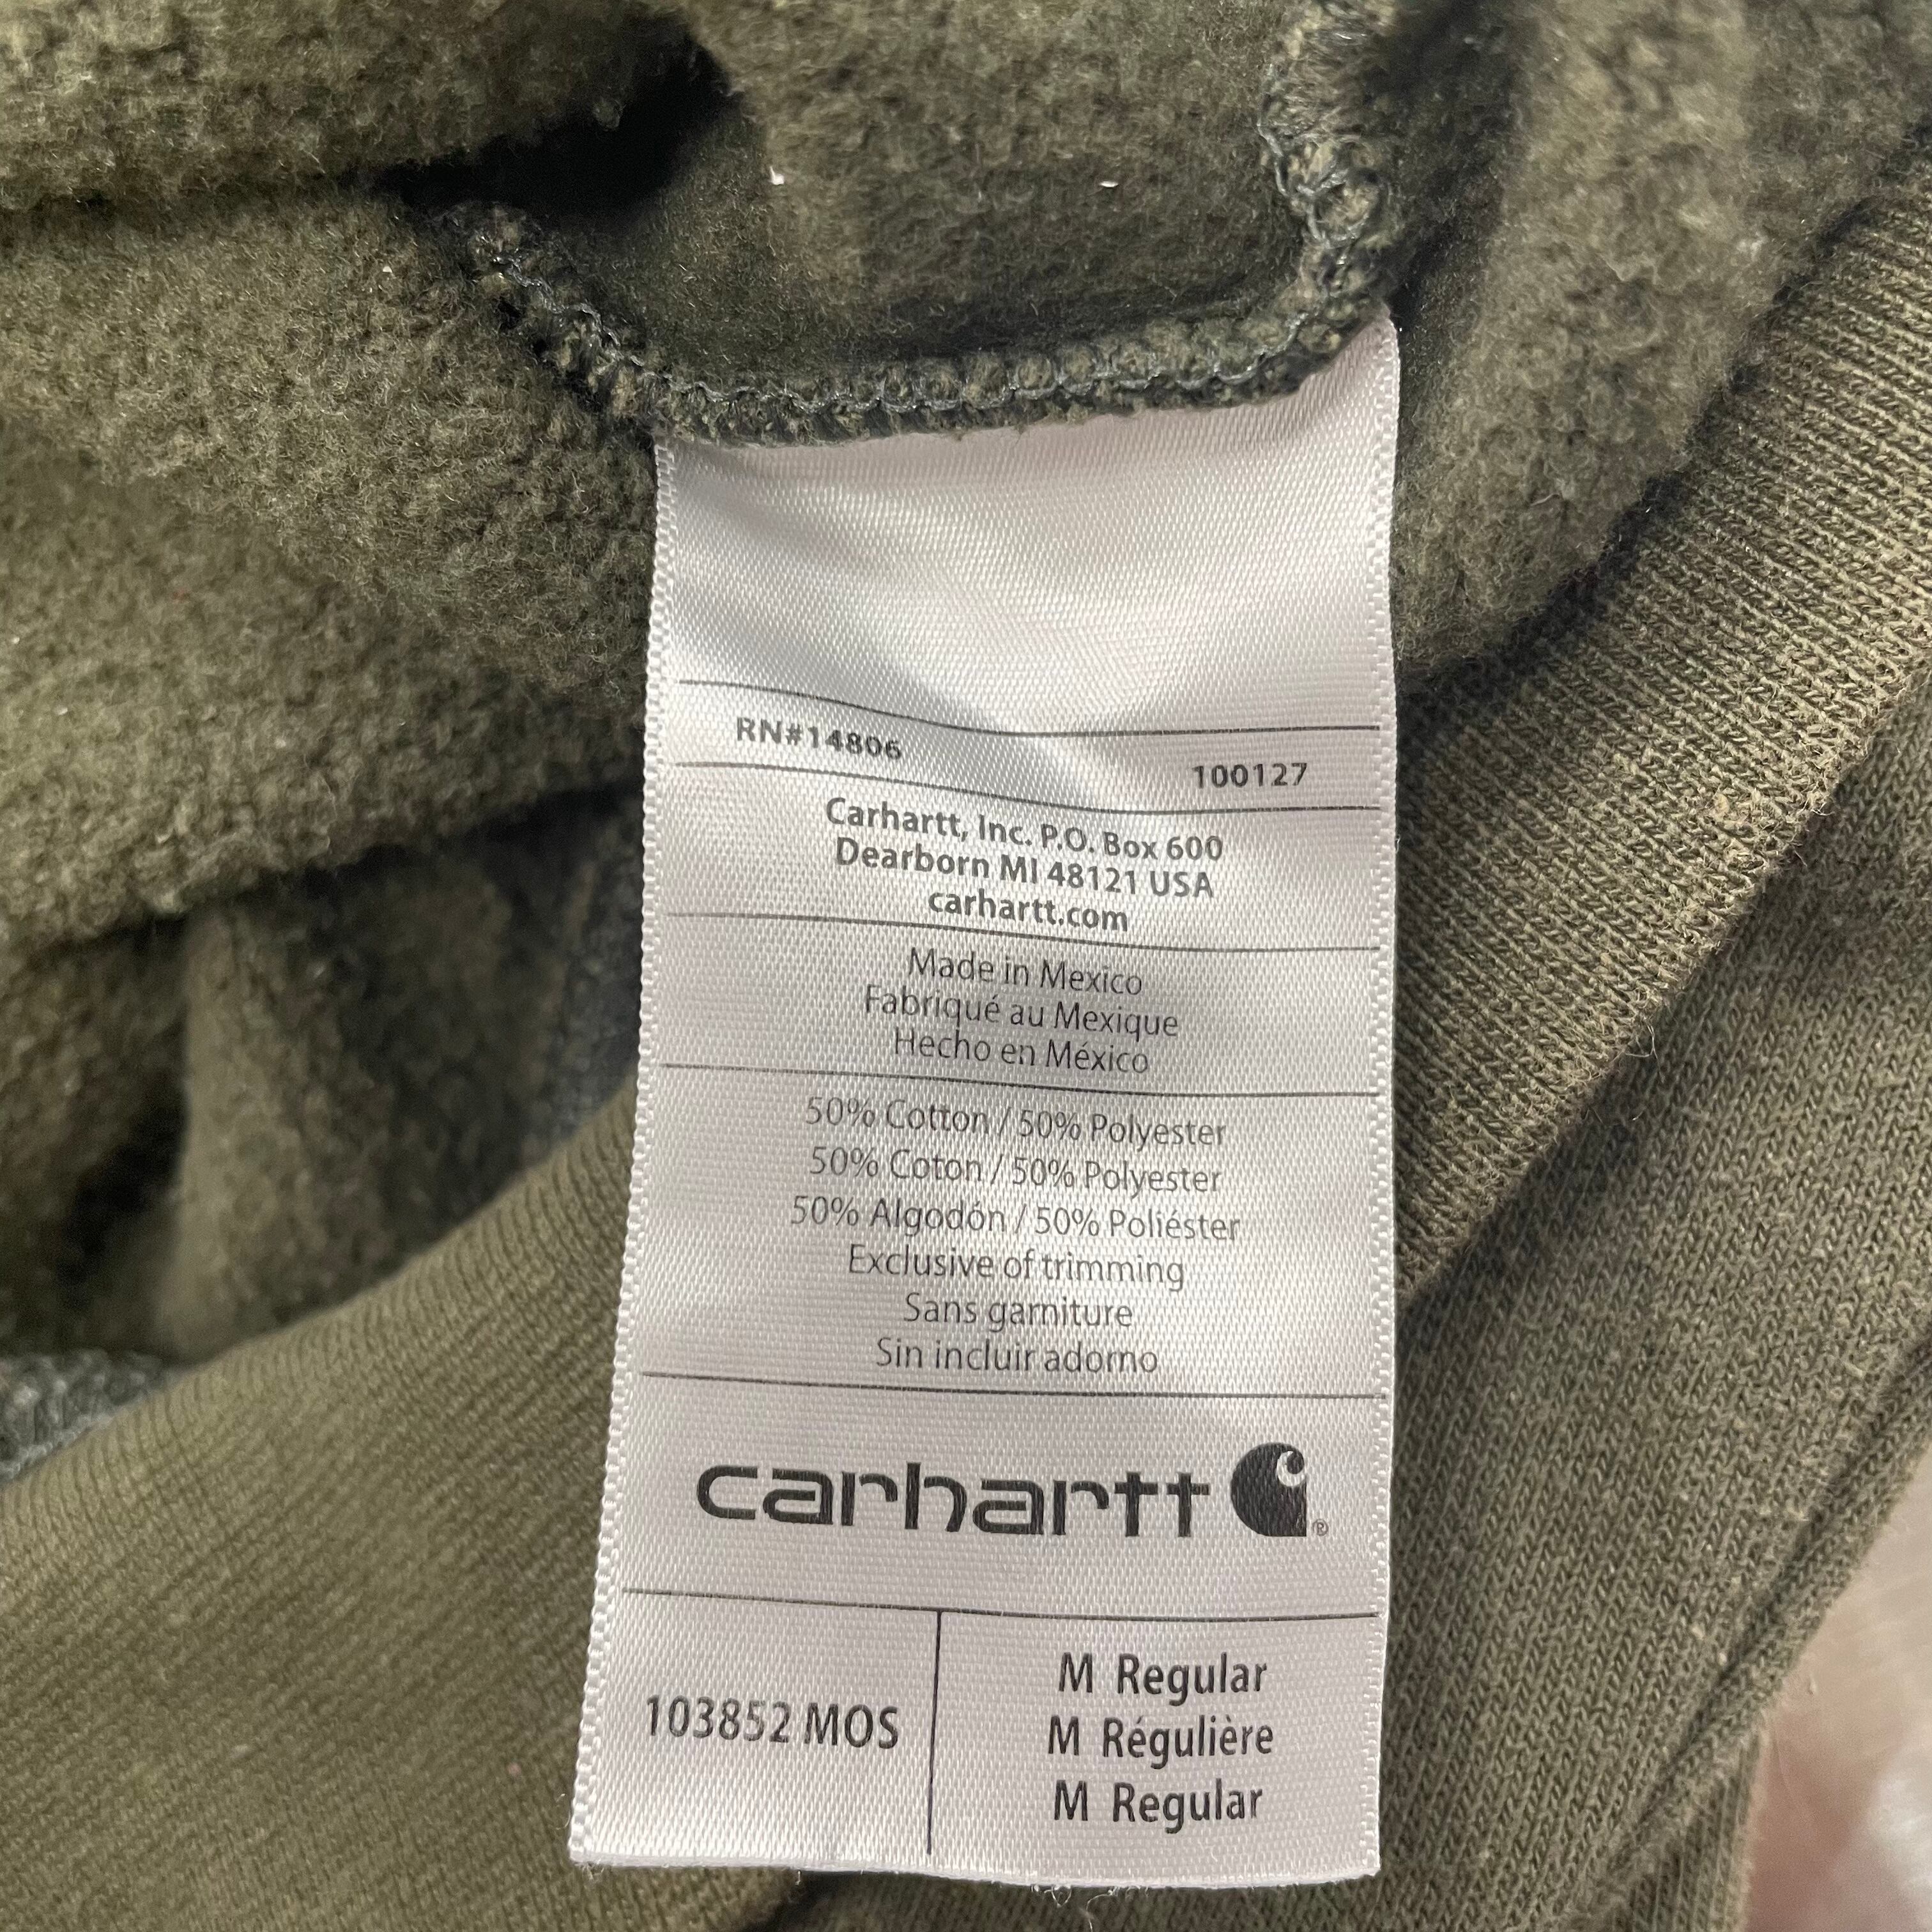 RN#14806 100127
Carhartt, Inc. P.O. Box 600
Dearborn MI 48121 USA
carhartt.com
Made in Mexico
Fabriqué au Mexique
Hecho en México
50% Cotton / 50% Polyester
50% Coton / 50% Polyester
50% Algodón / 50% Poliéster
Exclusive of trimming
Sans garniture
Sin incluir adorno
carhartt ®
103852 MOS
M Regular
M Régulière
M Regular